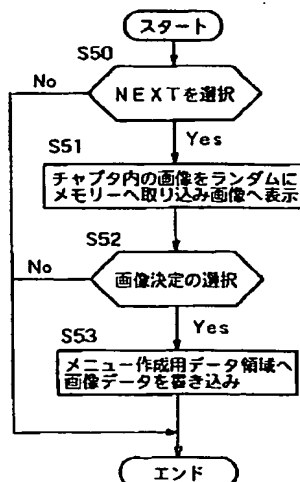 スタート
S50
No
NEXTを選択
Yes
S51
チャプタ内の画像をランダムに
メモリーへ取り込み画像へ表示
S52
No
画像決定の選択
Yes
S53
メニュー作成用データ領域へ
画像データを書き込み
エンド